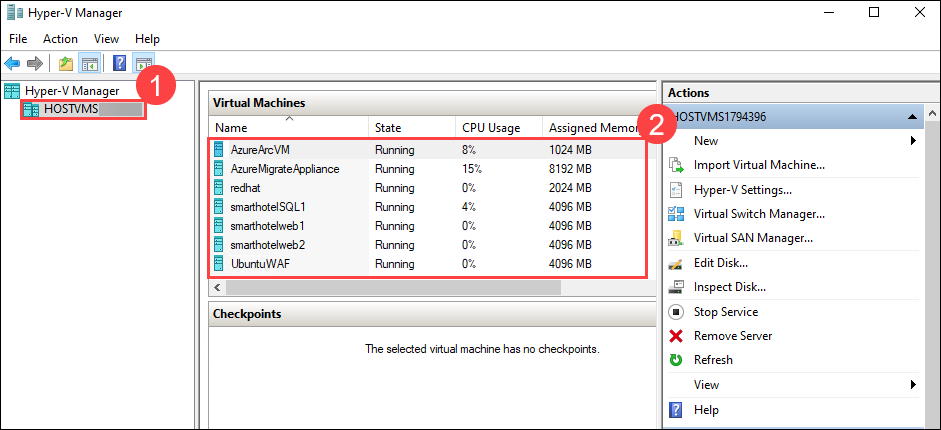 Hyper-V Manager
File Action View Help
1
Hyper-V Manager
HOSTVMS
Virtual Machines
Name State CPU Usage Assigned Memor
AzureArcVM Running 8% 1024 MB
AzureMigrateAppliance Running 15% 8192 MB
redhat Running 0% 2024 MB
smarthotelSQL1 Running 4% 4096 MB
smarthotelweb1 Running 0% 4096 MB
smarthotelweb2 Running 0% 4096 MB
UbuntuWAF Running 0% 4096 MB
Checkpoints
The selected virtual machine has no checkpoints.
2
Actions
HOSTVMS1794396
New
Import Virtual Machine...
Hyper-V Settings...
Virtual Switch Manager...
Virtual SAN Manager...
Edit Disk...
Inspect Disk...
Stop Service
Remove Server
Refresh
View
Help